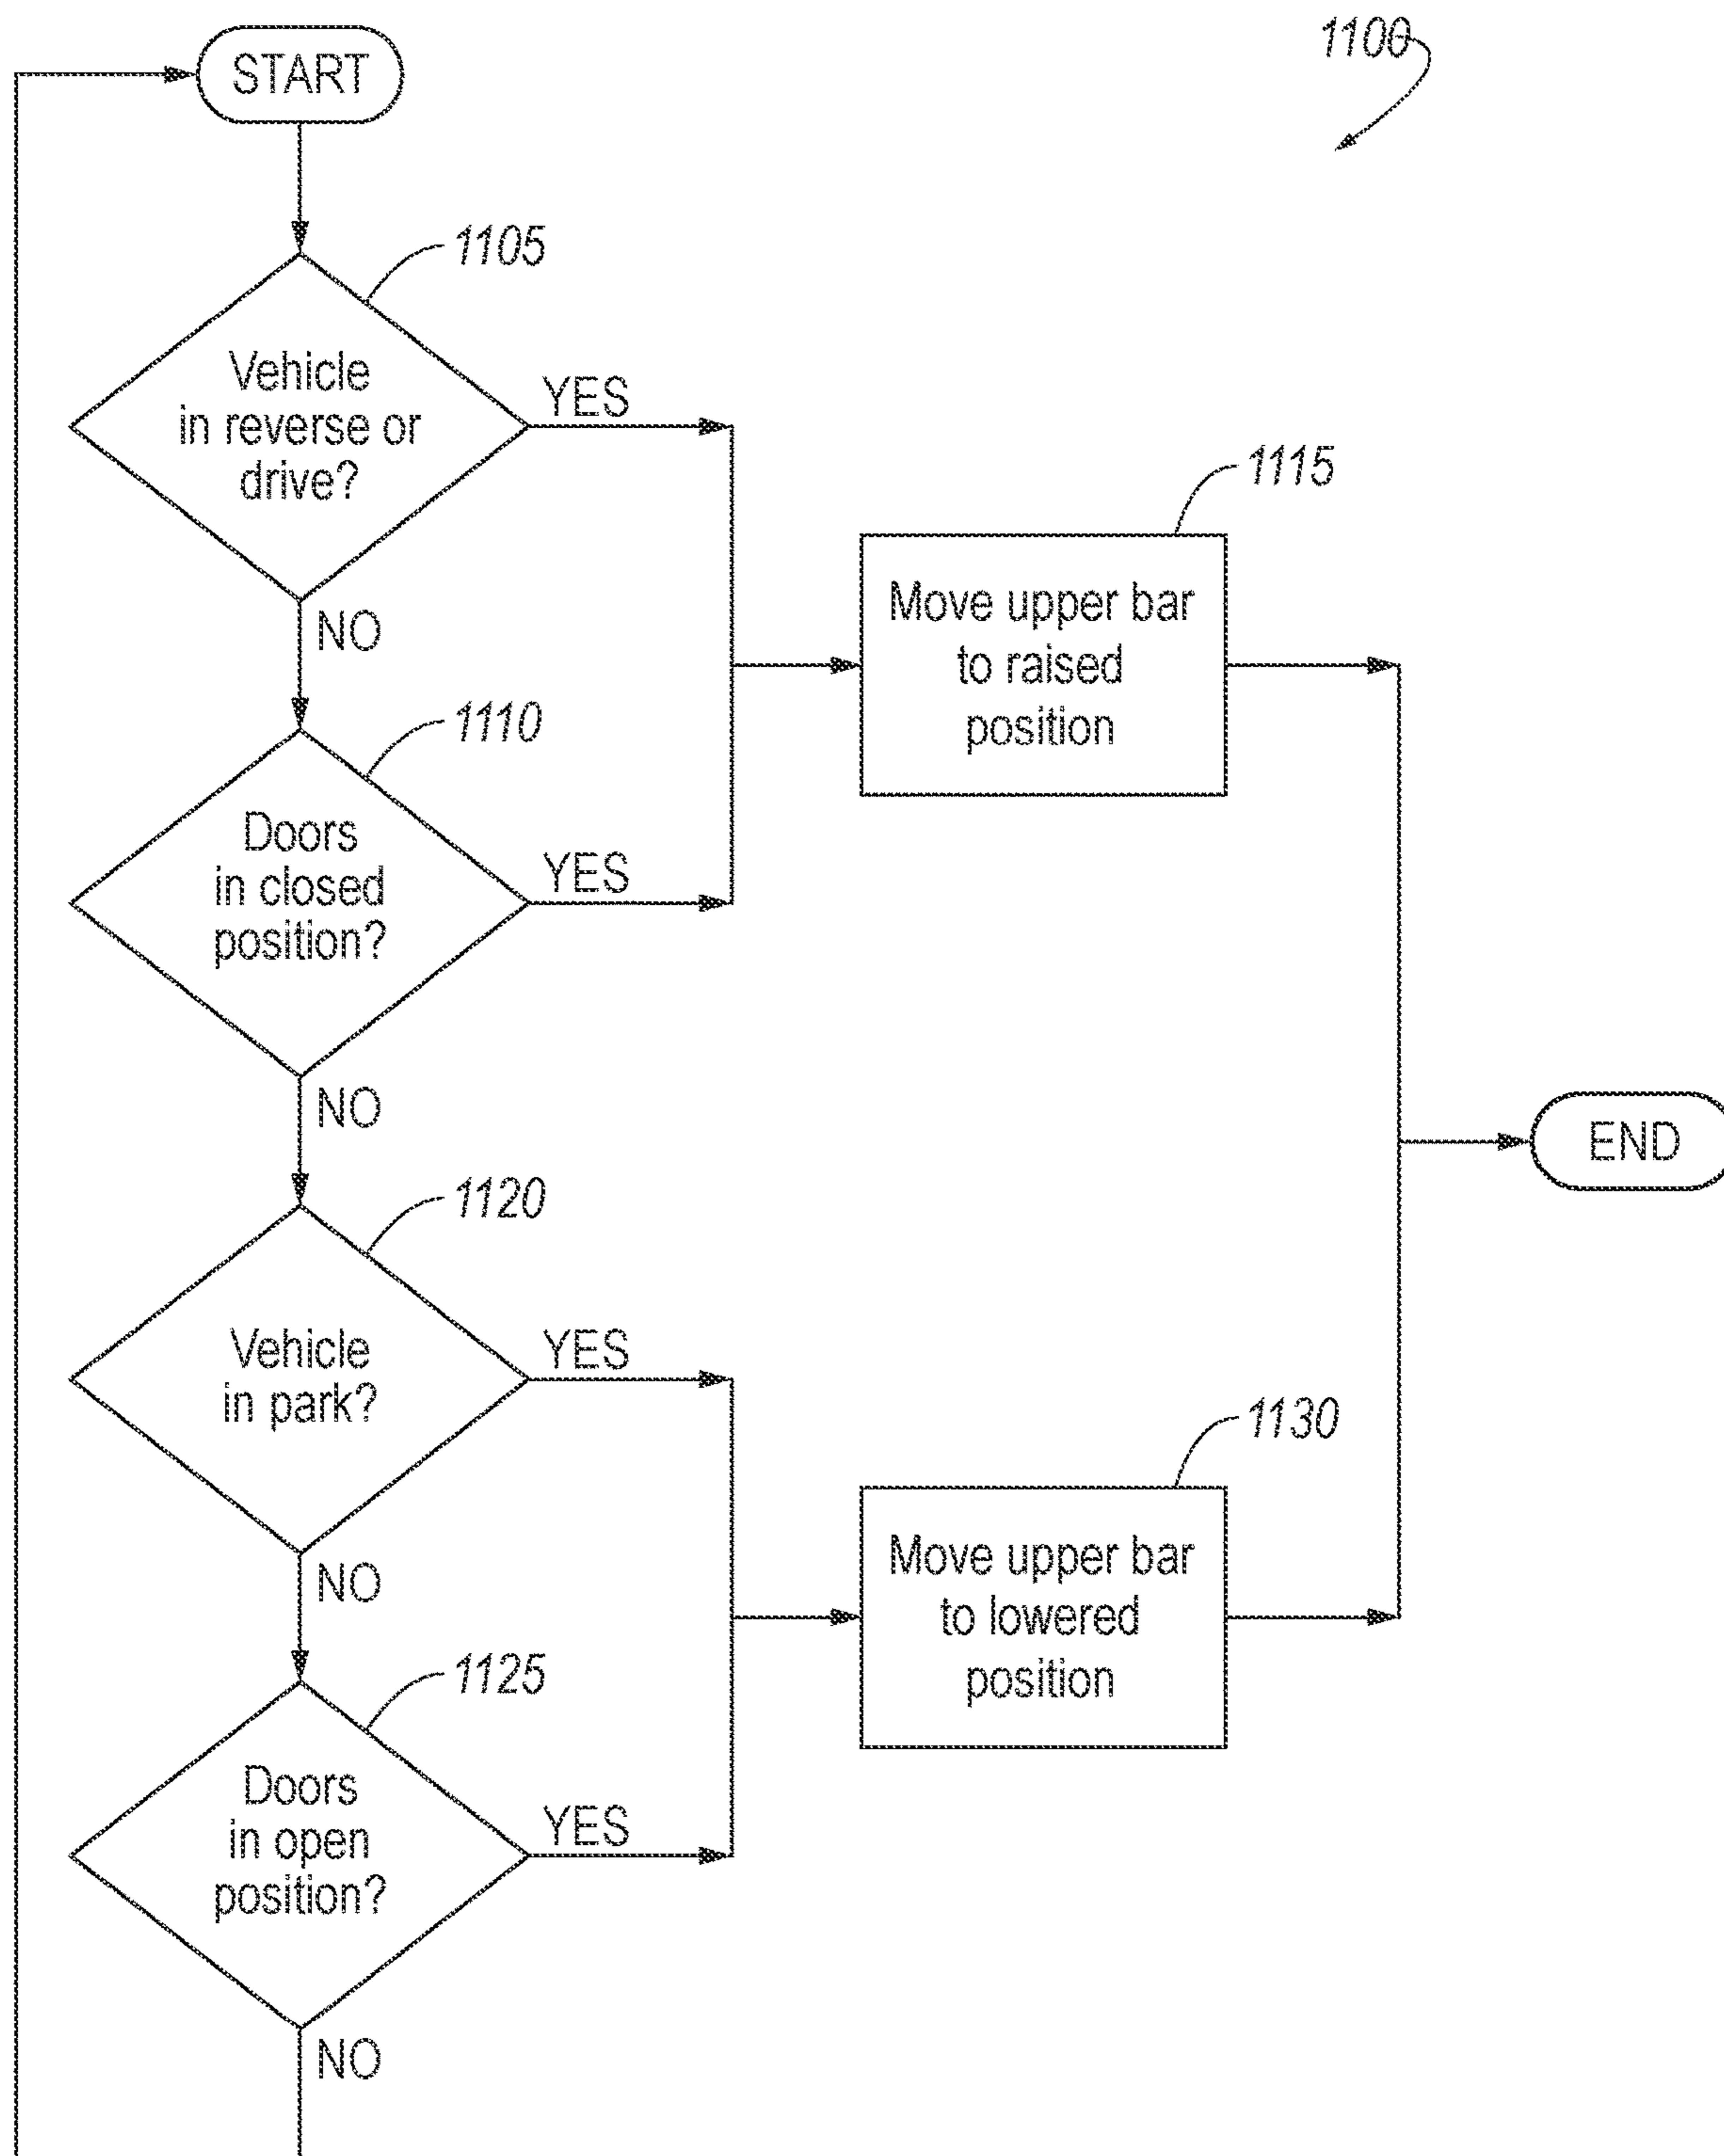 1100
START
1105
Vehicle
in reverse or
drive?
YES
NO
1115
Move upper bar
to raised
position
1110
Doors
in closed
position?
YES
NO
END
1120
Vehicle
in park?
YES
NO
1130
Move upper bar
to lowered
position
1125
Doors
in open
position?
YES
NO